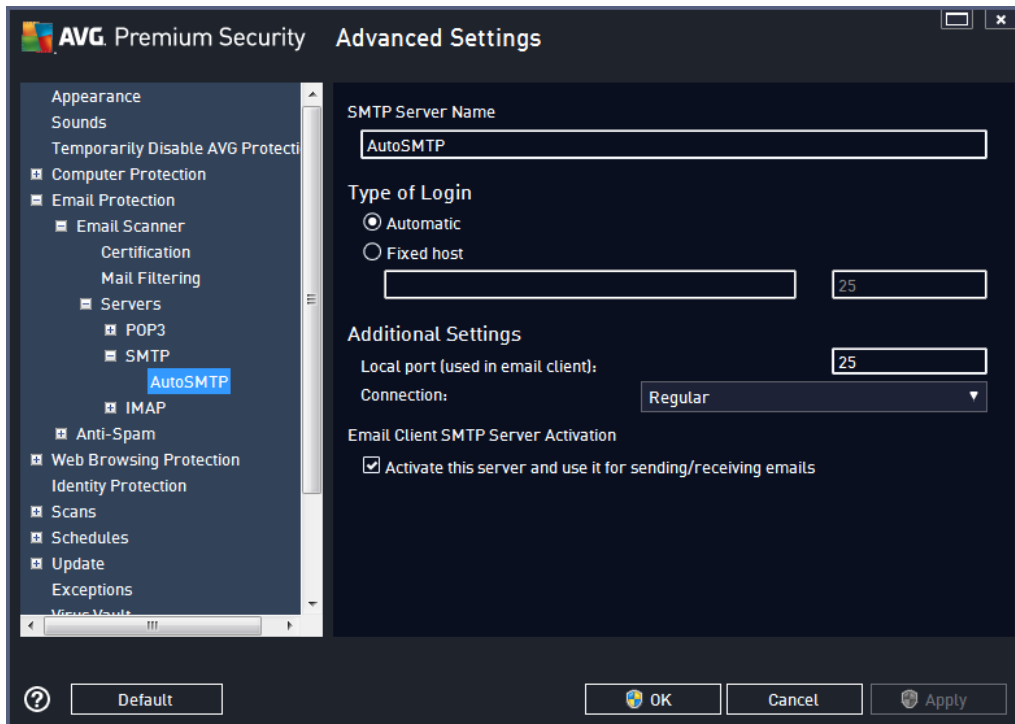 AVG. Premium Security Advanced Settings
Appearance
Sounds
Temporarily Disable AVG Protecti
Computer Protection
Email Protection
Email Scanner
Certification
Mail Filtering
Servers
POP3
SMTP
AutoSMTP
IMAP
Anti-Spam
Web Browsing Protection
Identity Protection
Scans
Schedules
Update
Exceptions
Virus Vault
SMTP Server Name
AutoSMTP
Type of Login
Automatic
Fixed host
25
Additional Settings
Local port (used in email client): 25
Connection: Regular
Email Client SMTP Server Activation
Activate this server and use it for sending/receiving emails
Default OK Cancel Apply